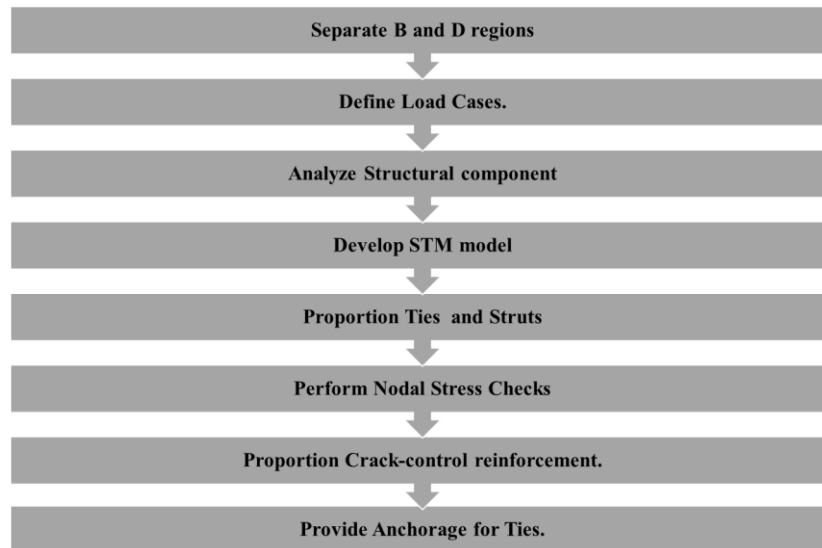 Separate B and D regions
Define Load Cases.
Analyze Structural component
Develop STM model
Proportion Ties and Struts
Perform Nodal Stress Checks
Proportion Crack-control reinforcement.
Provide Anchorage for Ties.